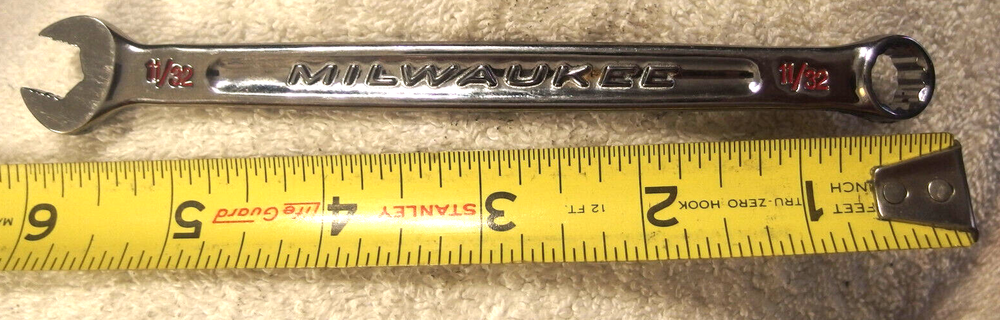 11/32 MILWAUKEE 11/32
6 5 Life Guard 4 STANLEY 3 12 FT. 2 TRU-ZERO HOOK 1 INCH
FEET